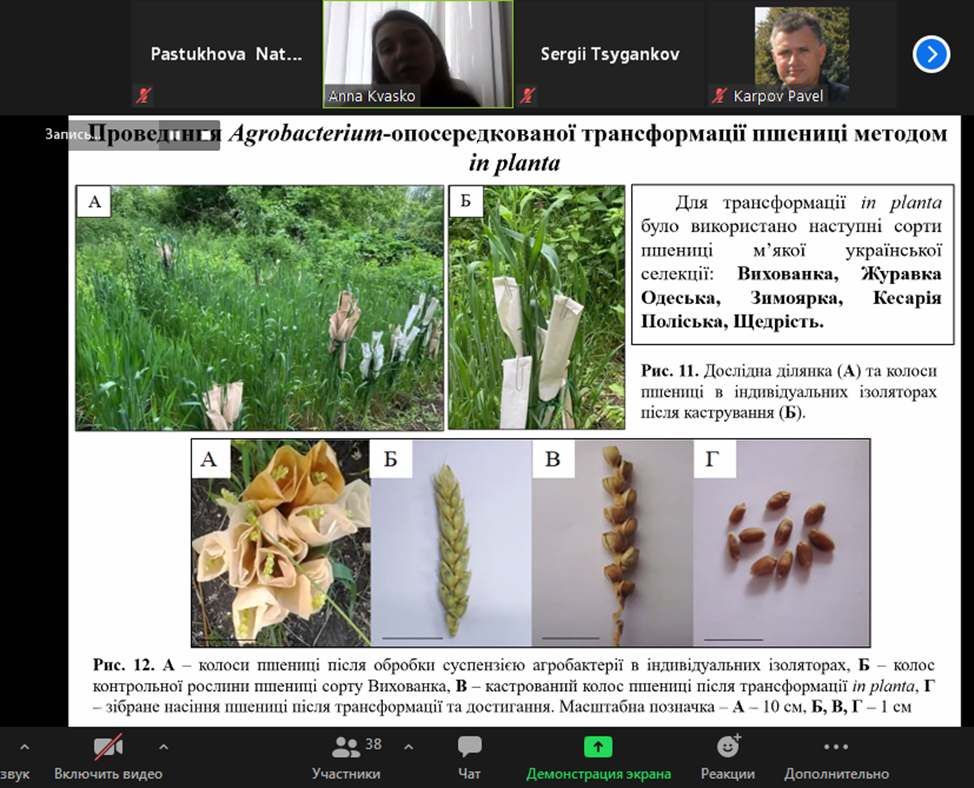 Pastukhova Nat...
Anna Kvasko
Sergii Tsygankov
Karpov Pavel
Запись...
Проведення Agrobacterium-опосередкованої трансформації пшениці методом
in planta
А
Б
Для трансформації in planta
було використано наступні сорти
пшениці м’якої української
селекції: Вихованка, Журавка
Одеська, Зимоярка, Кесарія
Поліська, Щедрість.
Рис. 11. Дослідна ділянка (А) та колоси
пшениці в індивідуальних ізоляторах
після кастрування (Б).
А
Б
В
Г
Рис. 12. А – колоси пшениці після обробки суспензією агробактерії в індивідуальних ізоляторах, Б – колос
контрольної рослини пшениці сорту Вихованка, В – кастрований колос пшениці після трансформації in planta, Г
– зібране насіння пшениці після трансформації та достигання. Масштабна позначка – А – 10 см, Б, В, Г – 1 см
38
звук
Включить видео
Участники
Чат
Демонстрация экрана
Реакции
Дополнительно